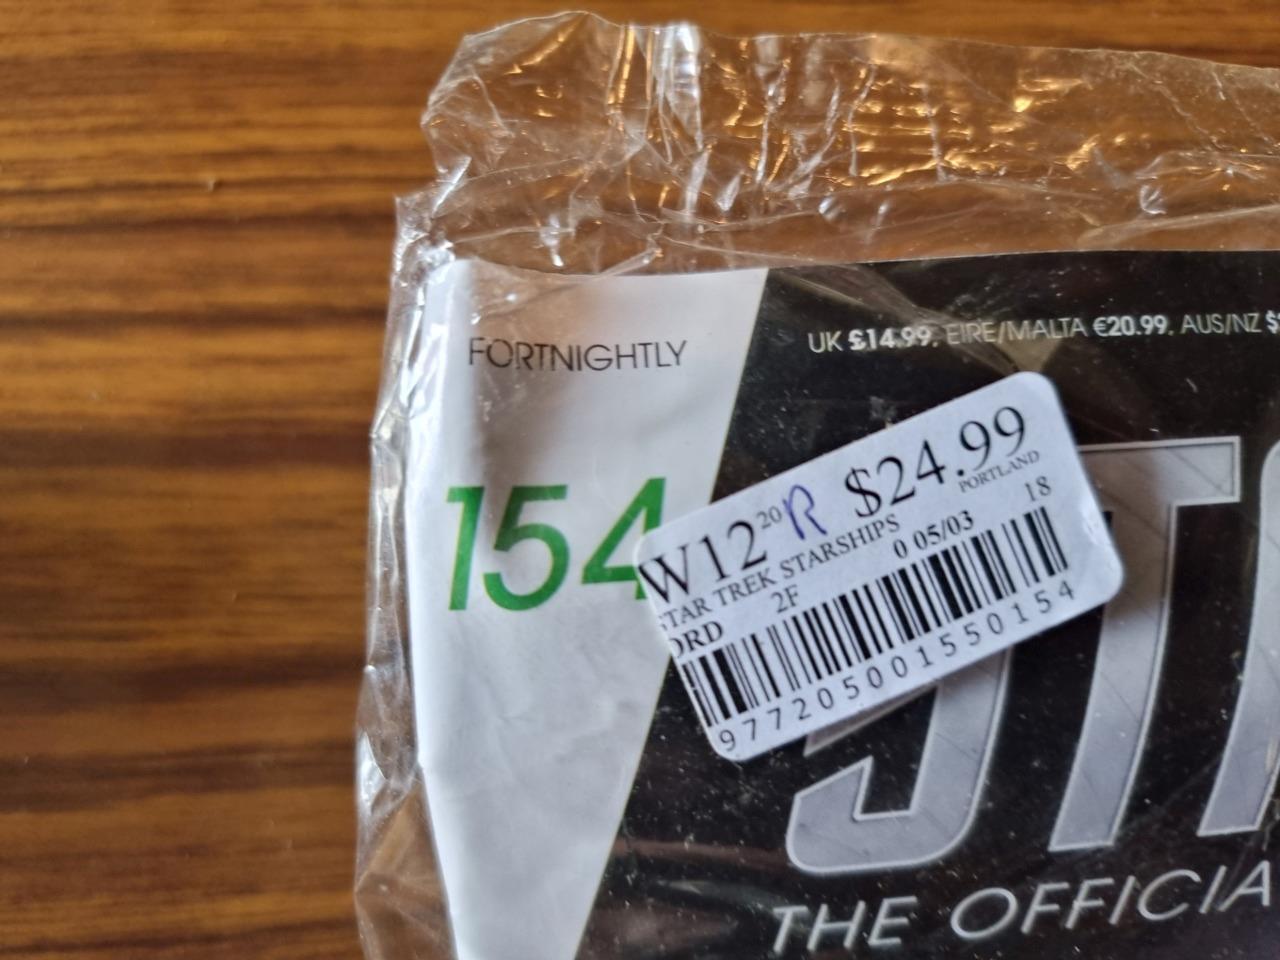 FORTNIGHTLY
UK £14.99, EIRE/MALTA €20.99, AUS/NZ $
154
$24.99
PORTLAND
W12 20 R
STAR TREK STARSHIPS
0 05/03 18
ORD 2F
9772050015501 54
ST
THE OFFICIA